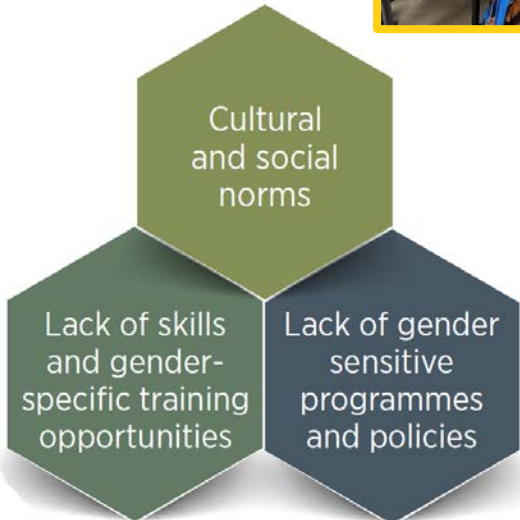 Cultural
and social
norms
Lack of skills
and gender-
specific training
opportunities
Lack of gender
sensitive
programmes
and policies